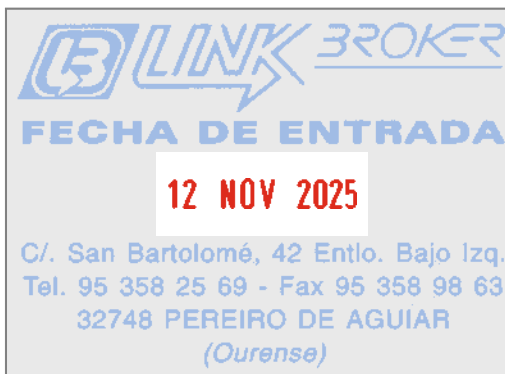 LB LINK BROKER
FECHA DE ENTRADA
12 NOV 2025
C/. San Bartolomé, 42 Entlo. Bajo Izq.
Tel. 95 358 25 69 - Fax 95 358 98 63
32748 PEREIRO DE AGUIAR
(Ourense)